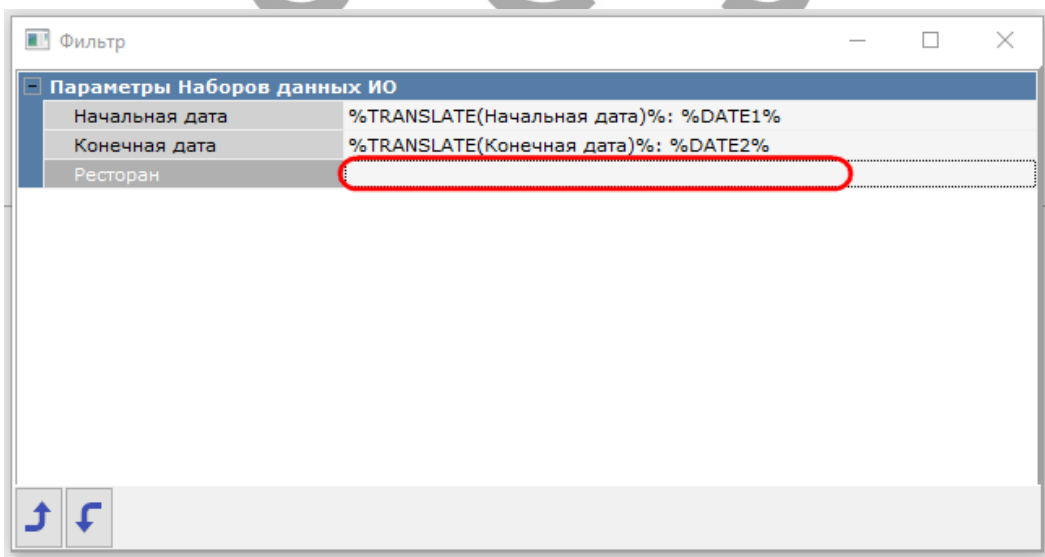 Фильтр
Параметры Наборов данных ИО
Начальная дата %TRANSLATE(Начальная дата)%: %DATE1%
Конечная дата %TRANSLATE(Конечная дата)%: %DATE2%
Ресторан